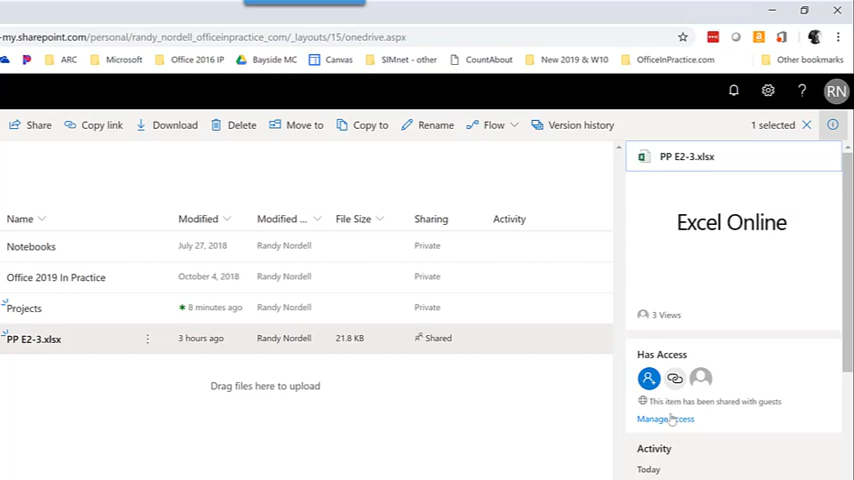 -my.sharepoint.com/personal/randy_nordell_officeinpractice_com/_layouts/15/onedrive.aspx
ARC Microsoft Office 2016 IP Bayside MC Canvas SIMnet - other CountAbout New 2019 & W10 OfficeInPractice.com Other bookmarks
RN
Share Copy link Download Delete Move to Copy to Rename Flow Version history 1 selected
PP E2-3.xlsx
Excel Online
Name Modified Modified ... File Size Sharing Activity
Notebooks July 27, 2018 Randy Nordell Private
Office 2019 In Practice October 4, 2018 Randy Nordell Private
Projects 8 minutes ago Randy Nordell Private
PP E2-3.xlsx 3 hours ago Randy Nordell 21.8 KB Shared
Drag files here to upload
3 Views
Has Access
This item has been shared with guests
Manage access
Activity
Today